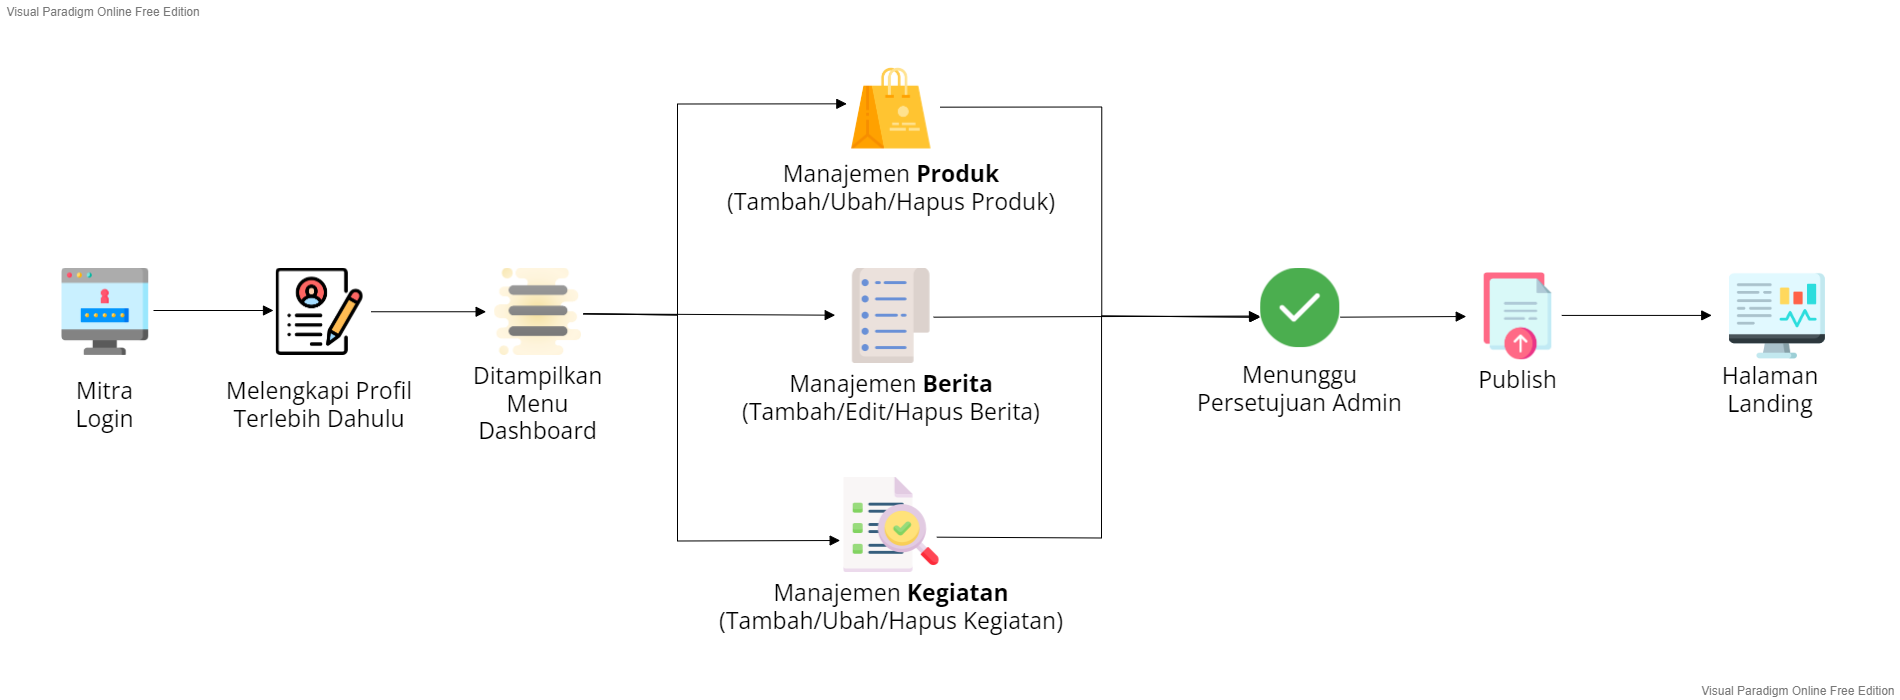 Visual Paradigm Online Free Edition
Mitra
Login
Melengkapi Profil
Terlebih Dahulu
Ditampilkan
Menu
Dashboard
Manajemen Produk
(Tambah/Ubah/Hapus Produk)
Manajemen Berita
(Tambah/Edit/Hapus Berita)
Manajemen Kegiatan
(Tambah/Ubah/Hapus Kegiatan)
Menunggu
Persetujuan Admin
Publish
Halaman
Landing
Visual Paradigm Online Free Edition